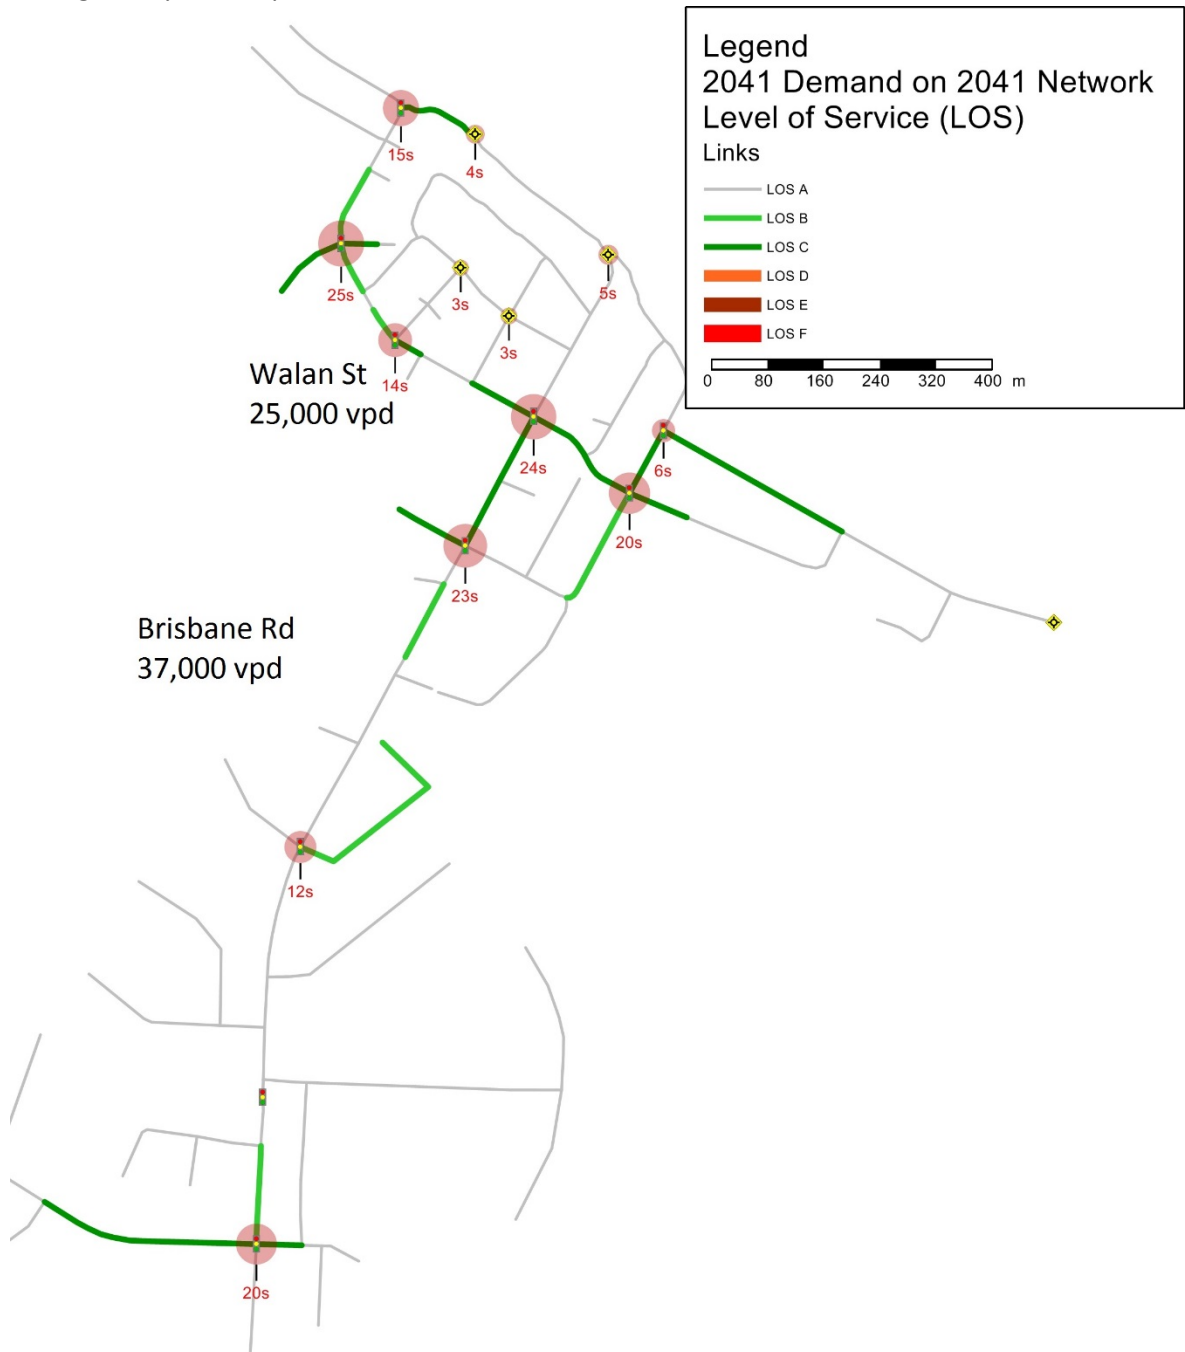 Legend
2041 Demand on 2041 Network
Level of Service (LOS)
Links
LOS A
LOS B
LOS C
LOS D
LOS E
LOS F
0 80 160 240 320 400 m
15s
4s
25s
3s
5s
3s
14s
Walan St
25,000 vpd
24s
6s
20s
23s
Brisbane Rd
37,000 vpd
12s
20s